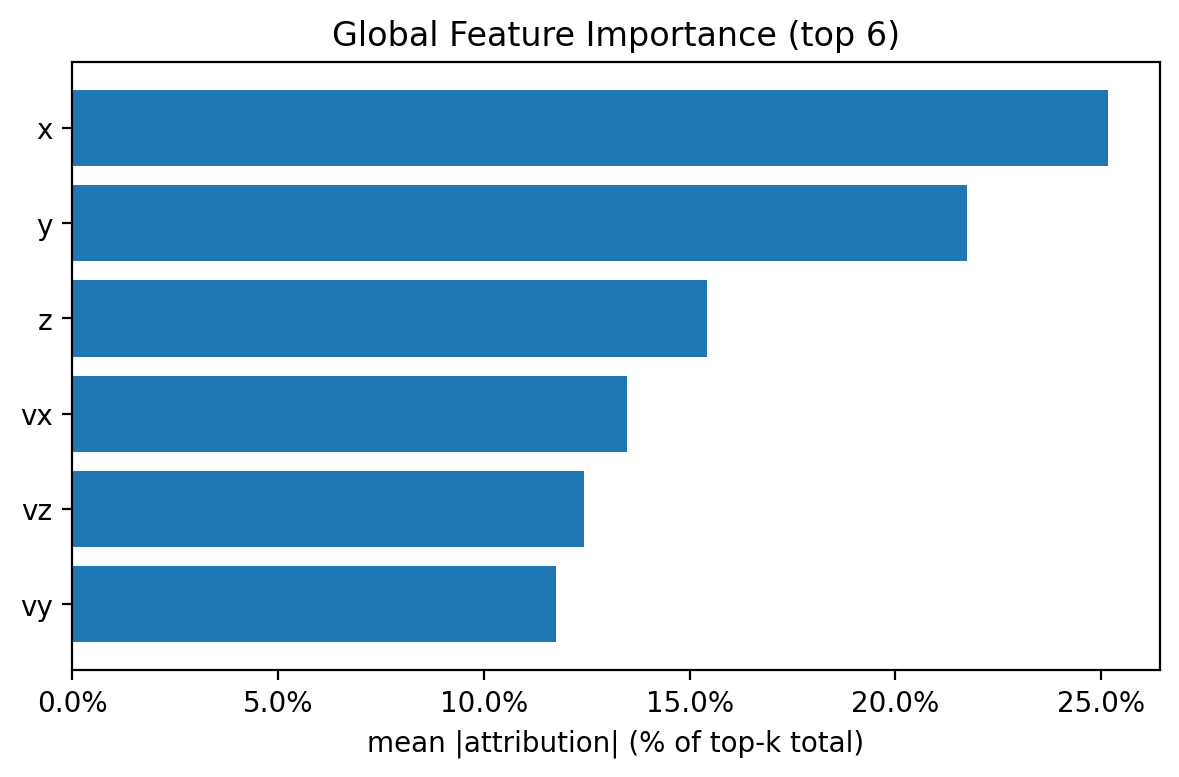 Global Feature Importance (top 6)
x
y
z
vx
vz
vy
0.0% 5.0% 10.0% 15.0% 20.0% 25.0%
mean |attribution| (% of top-k total)